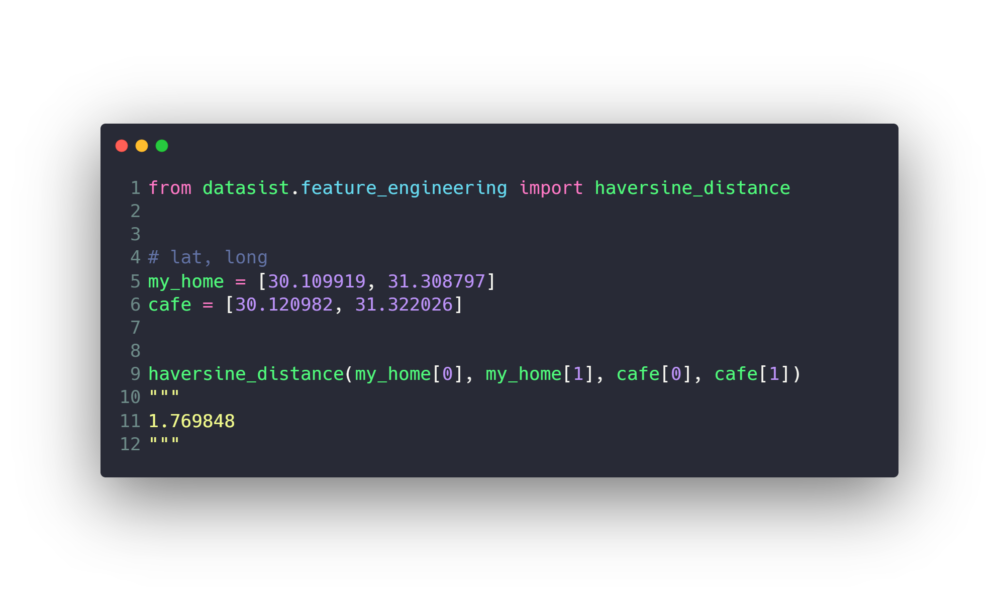 1 from datasist.feature_engineering import haversine_distance
2
3
4 # lat, long
5 my_home = [30.109919, 31.308797]
6 cafe = [30.120982, 31.322026]
7
8
9 haversine_distance(my_home[0], my_home[1], cafe[0], cafe[1])
10 """
11 1.769848
12 """